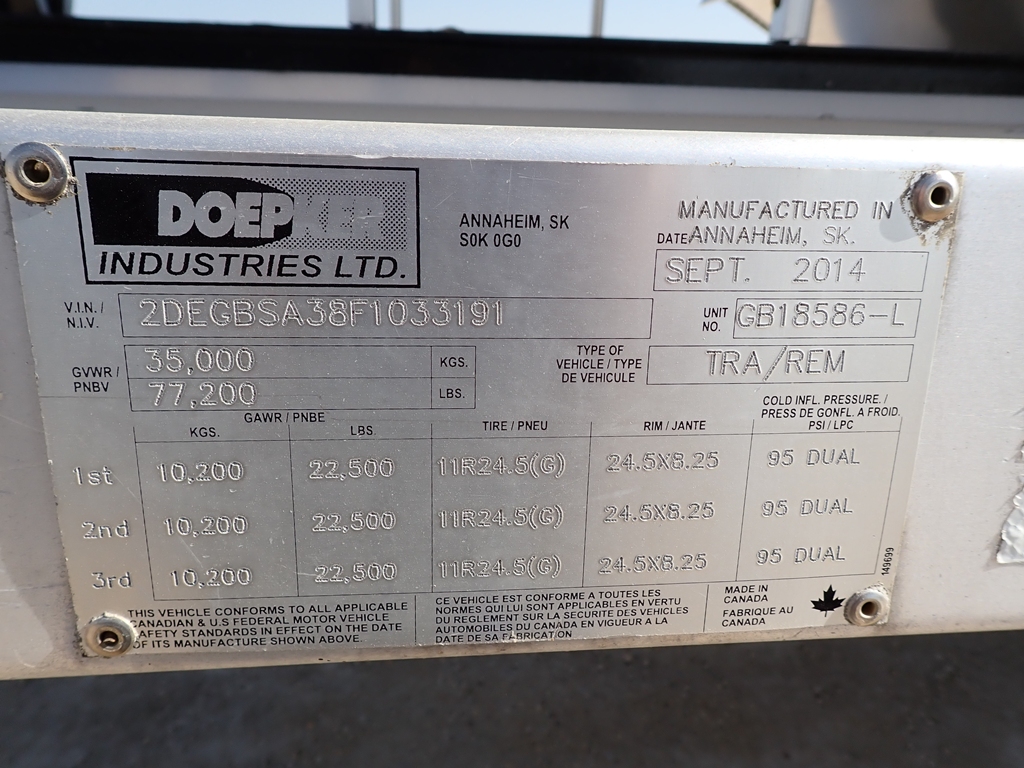 DOEPKER
INDUSTRIES LTD.
ANNAHEIM, SK
S0K 0G0
MANUFACTURED IN
DATE ANNAHEIM, SK.
SEPT. 2014
V.I.N./
N.I.V.
2DEGBSA38F1033191
UNIT
NO.
GB18586-L
GVWR /
PNBV
35,000 KGS.
77,200 LBS.
TYPE OF
VEHICLE / TYPE
DE VEHICULE
TRA/REM
GAWR / PNBE
KGS. LBS. TIRE / PNEU RIM / JANTE
COLD INFL. PRESSURE. /
PRESS DE GONFL. A FROID.
PSI / LPC
1st 10,200 22,500 11R24.5(G) 24.5X8.25 95 DUAL
2nd 10,200 22,500 11R24.5(G) 24.5X8.25 95 DUAL
3rd 10,200 22,500 11R24.5(G) 24.5X8.25 95 DUAL
149699
THIS VEHICLE CONFORMS TO ALL APPLICABLE
CANADIAN & U.S FEDERAL MOTOR VEHICLE
SAFETY STANDARDS IN EFFECT ON THE DATE
OF ITS MANUFACTURE SHOWN ABOVE.
CE VEHICULE EST CONFORME A TOUTES LES
NORMES QUI LUI SONT APPLICABLES EN VERTU
DU REGLEMENT SUR LA SECURITE DES VEHICLES
AUTOMOBILES DU CANADA EN VIGUEUR A LA
DATE DE SA FABRICATION
MADE IN
CANADA
FABRIQUE AU
CANADA